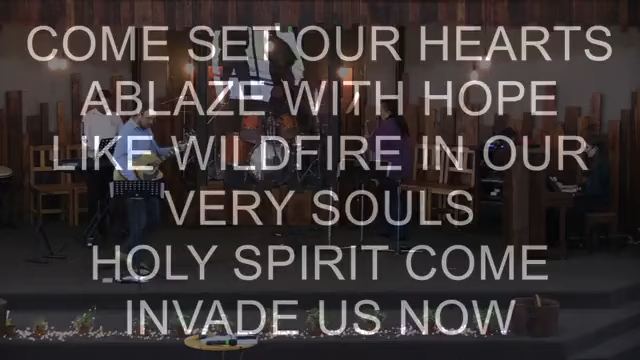 COME SET OUR HEARTS
ABLAZE WITH HOPE
LIKE WILDFIRE IN OUR
VERY SOULS
HOLY SPIRIT COME
INVADE US NOW